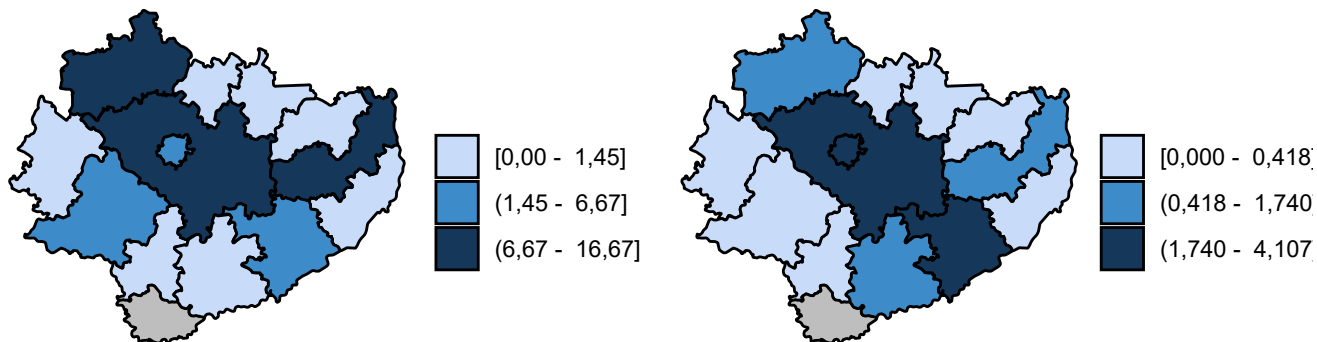 [0,00 - 1,45]
(1,45 - 6,67]
(6,67 - 16,67]
[0,000 - 0,418]
(0,418 - 1,740]
(1,740 - 4,107]